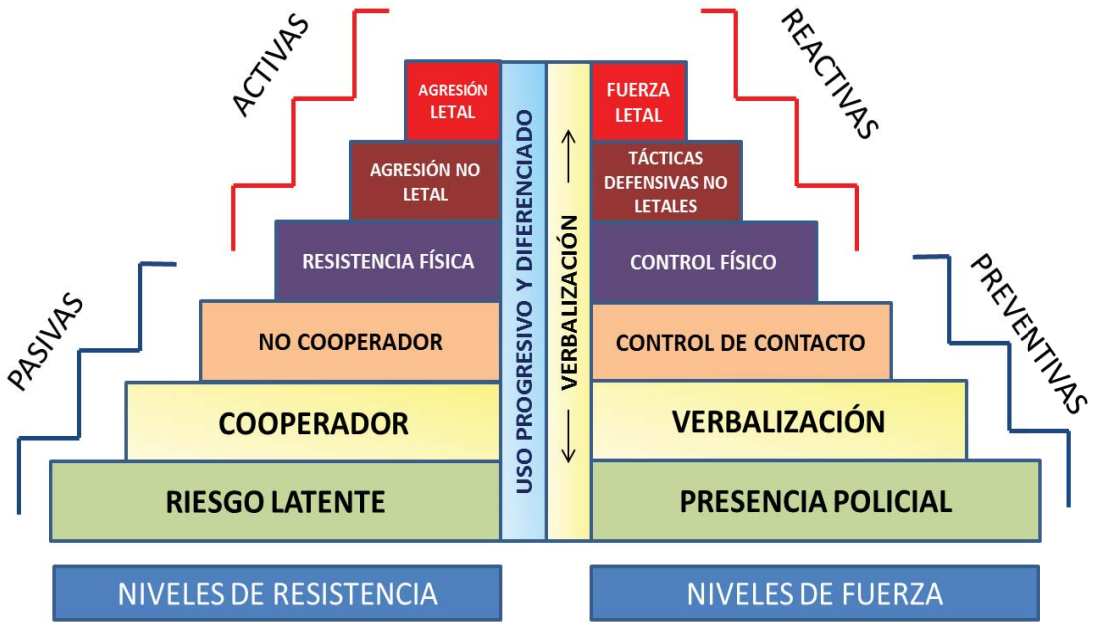 ACTIVAS
REACTIVAS
PASIVAS
PREVENTIVAS
AGRESIÓN
LETAL
AGRESIÓN NO
LETAL
RESISTENCIA FÍSICA
NO COOPERADOR
COOPERADOR
RIESGO LATENTE
USO PROGRESIVO Y DIFERENCIADO
VERBALIZACIÓN
FUERZA
LETAL
TÁCTICAS
DEFENSIVAS NO
LETALES
CONTROL FÍSICO
CONTROL DE CONTACTO
VERBALIZACIÓN
PRESENCIA POLICIAL
NIVELES DE RESISTENCIA
NIVELES DE FUERZA